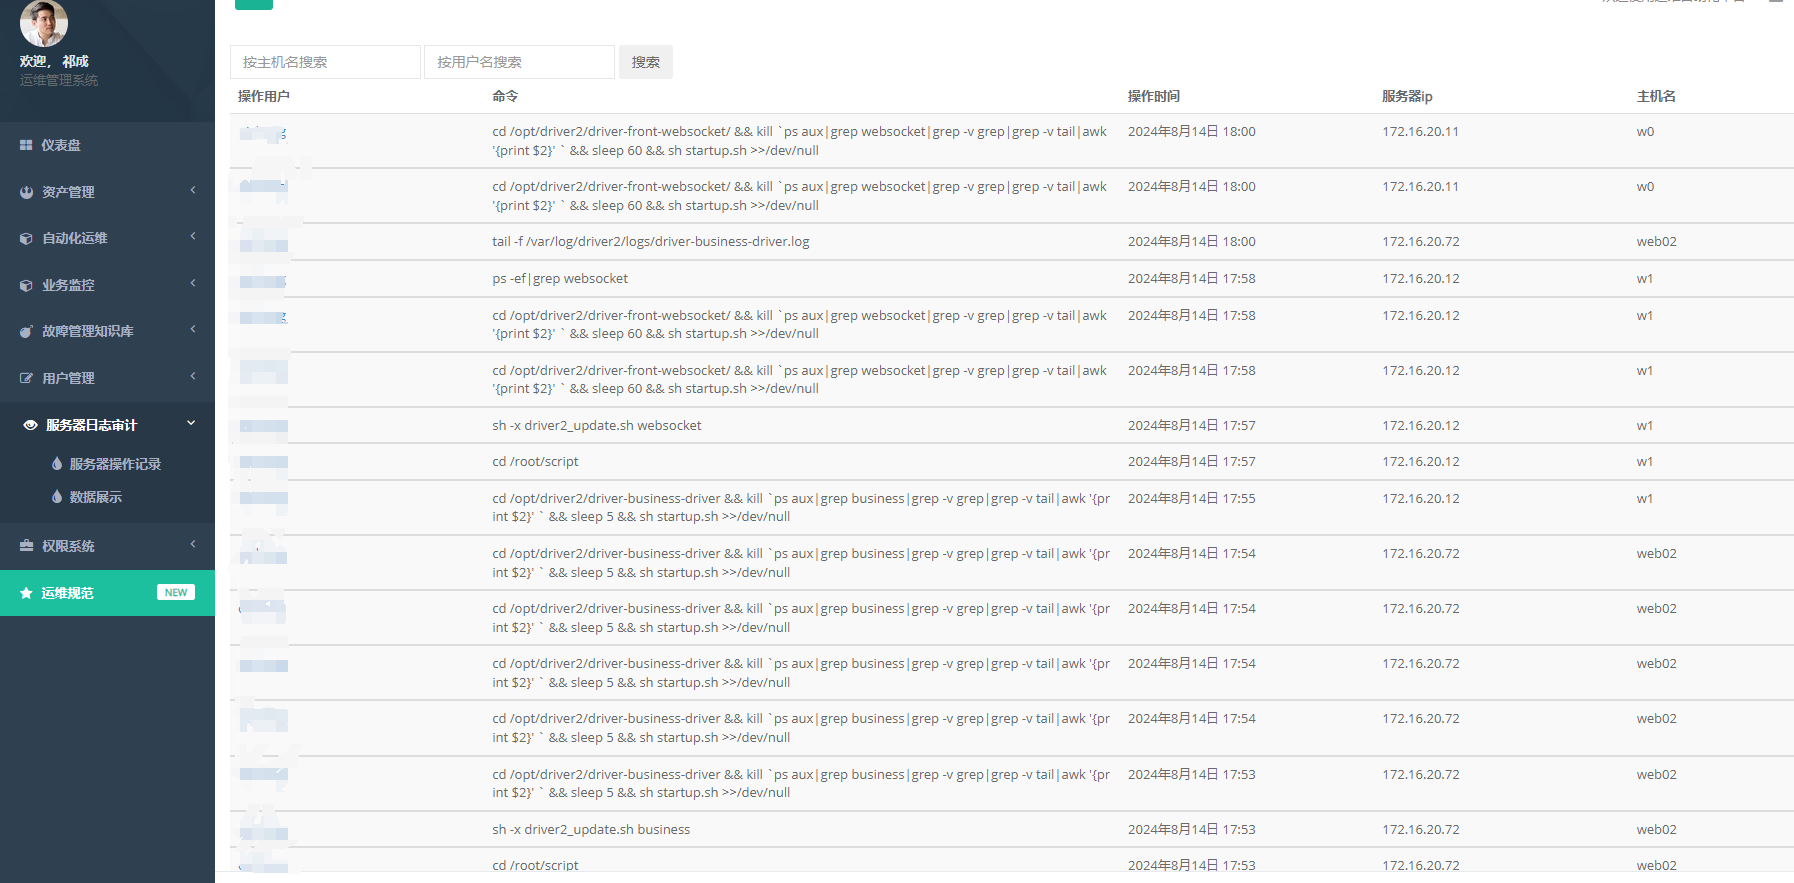 欢迎， 祁成
运维管理系统
仪表盘
资产管理
自动化运维
业务监控
故障管理知识库
用户管理
服务器日志审计
服务器操作记录
数据展示
权限系统
运维规范 NEW
按主机名搜索 按用户名搜索 搜索
操作用户 命令 操作时间 服务器ip 主机名
cd /opt/driver2/driver-front-websocket/ && kill `ps aux|grep websocket|grep -v grep|grep -v tail|awk 2024年8月14日 18:00 172.16.20.11 w0
'{print $2}' ` && sleep 60 && sh startup.sh >>/dev/null
cd /opt/driver2/driver-front-websocket/ && kill `ps aux|grep websocket|grep -v grep|grep -v tail|awk 2024年8月14日 18:00 172.16.20.11 w0
'{print $2}' ` && sleep 60 && sh startup.sh >>/dev/null
tail -f /var/log/driver2/logs/driver-business-driver.log 2024年8月14日 18:00 172.16.20.72 web02
ps -ef|grep websocket 2024年8月14日 17:58 172.16.20.12 w1
cd /opt/driver2/driver-front-websocket/ && kill `ps aux|grep websocket|grep -v grep|grep -v tail|awk 2024年8月14日 17:58 172.16.20.12 w1
'{print $2}' ` && sleep 60 && sh startup.sh >>/dev/null
cd /opt/driver2/driver-front-websocket/ && kill `ps aux|grep websocket|grep -v grep|grep -v tail|awk 2024年8月14日 17:58 172.16.20.12 w1
'{print $2}' ` && sleep 60 && sh startup.sh >>/dev/null
sh -x driver2_update.sh websocket 2024年8月14日 17:57 172.16.20.12 w1
cd /root/script 2024年8月14日 17:57 172.16.20.12 w1
cd /opt/driver2/driver-business-driver && kill `ps aux|grep business|grep -v grep|grep -v tail|awk '{pr 2024年8月14日 17:55 172.16.20.12 w1
int $2}' ` && sleep 5 && sh startup.sh >>/dev/null
cd /opt/driver2/driver-business-driver && kill `ps aux|grep business|grep -v grep|grep -v tail|awk '{pr 2024年8月14日 17:54 172.16.20.72 web02
int $2}' ` && sleep 5 && sh startup.sh >>/dev/null
cd /opt/driver2/driver-business-driver && kill `ps aux|grep business|grep -v grep|grep -v tail|awk '{pr 2024年8月14日 17:54 172.16.20.72 web02
int $2}' ` && sleep 5 && sh startup.sh >>/dev/null
cd /opt/driver2/driver-business-driver && kill `ps aux|grep business|grep -v grep|grep -v tail|awk '{pr 2024年8月14日 17:54 172.16.20.72 web02
int $2}' ` && sleep 5 && sh startup.sh >>/dev/null
cd /opt/driver2/driver-business-driver && kill `ps aux|grep business|grep -v grep|grep -v tail|awk '{pr 2024年8月14日 17:54 172.16.20.72 web02
int $2}' ` && sleep 5 && sh startup.sh >>/dev/null
cd /opt/driver2/driver-business-driver && kill `ps aux|grep business|grep -v grep|grep -v tail|awk '{pr 2024年8月14日 17:53 172.16.20.72 web02
int $2}' ` && sleep 5 && sh startup.sh >>/dev/null
sh -x driver2_update.sh business 2024年8月14日 17:53 172.16.20.72 web02
cd /root/script 2024年8月14日 17:53 172.16.20.72 web02